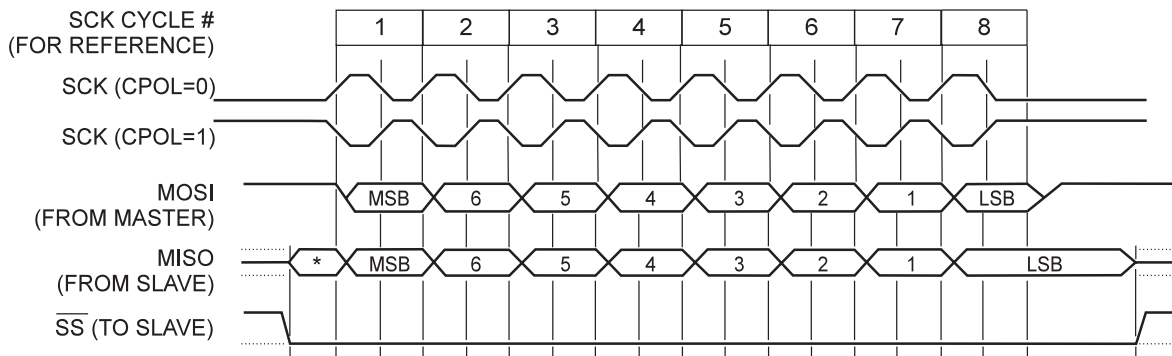 SCK CYCLE #
(FOR REFERENCE)
1 2 3 4 5 6 7 8
SCK (CPOL=0)
SCK (CPOL=1)
MOSI
(FROM MASTER)
MSB 6 5 4 3 2 1 LSB
MISO
(FROM SLAVE)
* MSB 6 5 4 3 2 1 LSB
SS (TO SLAVE)